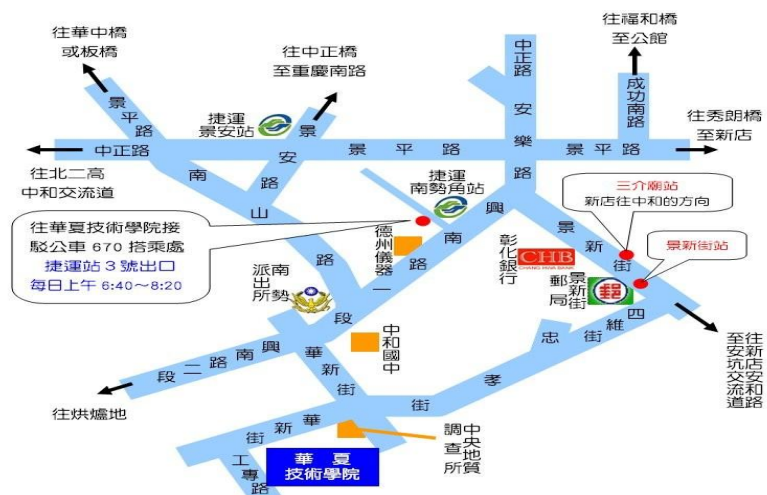 往華中橋
或板橋
往中正橋
至重慶南路
中正路
往福和橋
至公館
成功南路
往秀朗橋
至新店
景平路
捷運
景安站
景安路
安樂路
中正路
景平路
景平路
往北二高
中和交流道
南山路
捷運
南勢角站
三介廟站
新店往中和的方向
往華夏技術學院接
駁公車 670 搭乘處
捷運站 3 號出口
每日上午 6:40～8:20
德州儀器
興南路一段
景新街
彰化銀行
CHB
CHANG HWA BANK
景新街站
南勢
派出所
郵
景新街
郵局
四維街
忠孝街
中和國中
華新街
興南路二段
往烘爐地
往新店安和路
至安坑交流道
華新街
中央地質
調查所
華夏
技術學院
工專路